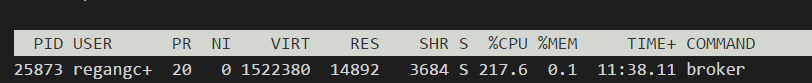 PID USER PR NI VIRT RES SHR S %CPU %MEM TIME+ COMMAND
25873 regangc+ 20 0 1522380 14892 3684 S 217.6 0.1 11:38.11 broker